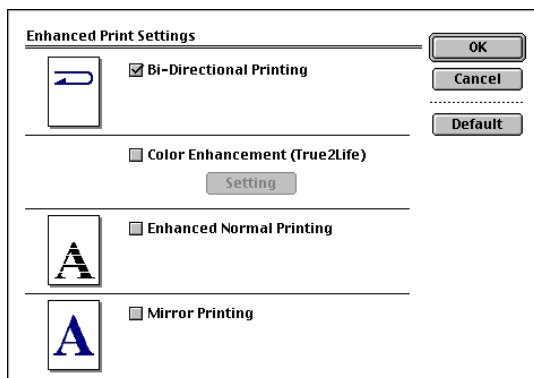 Enhanced Print Settings
OK
Bi-Directional Printing
Cancel
Default
Color Enhancement (True2Life)
Setting
Enhanced Normal Printing
A
Mirror Printing
A